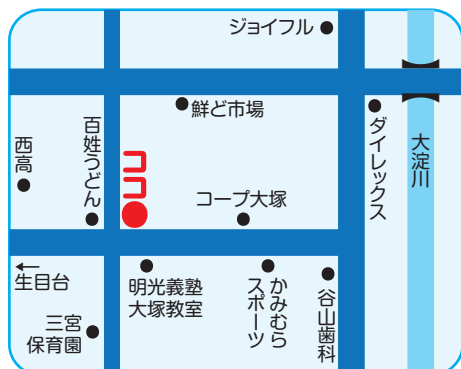 ジョイフル
鮮ど市場
ダイレックス
大淀川
西高
百姓うどん
ココ
コープ大塚
←
生目台
明光義塾
大塚教室
かみむら
スポーツ
谷山歯科
三宮
保育園